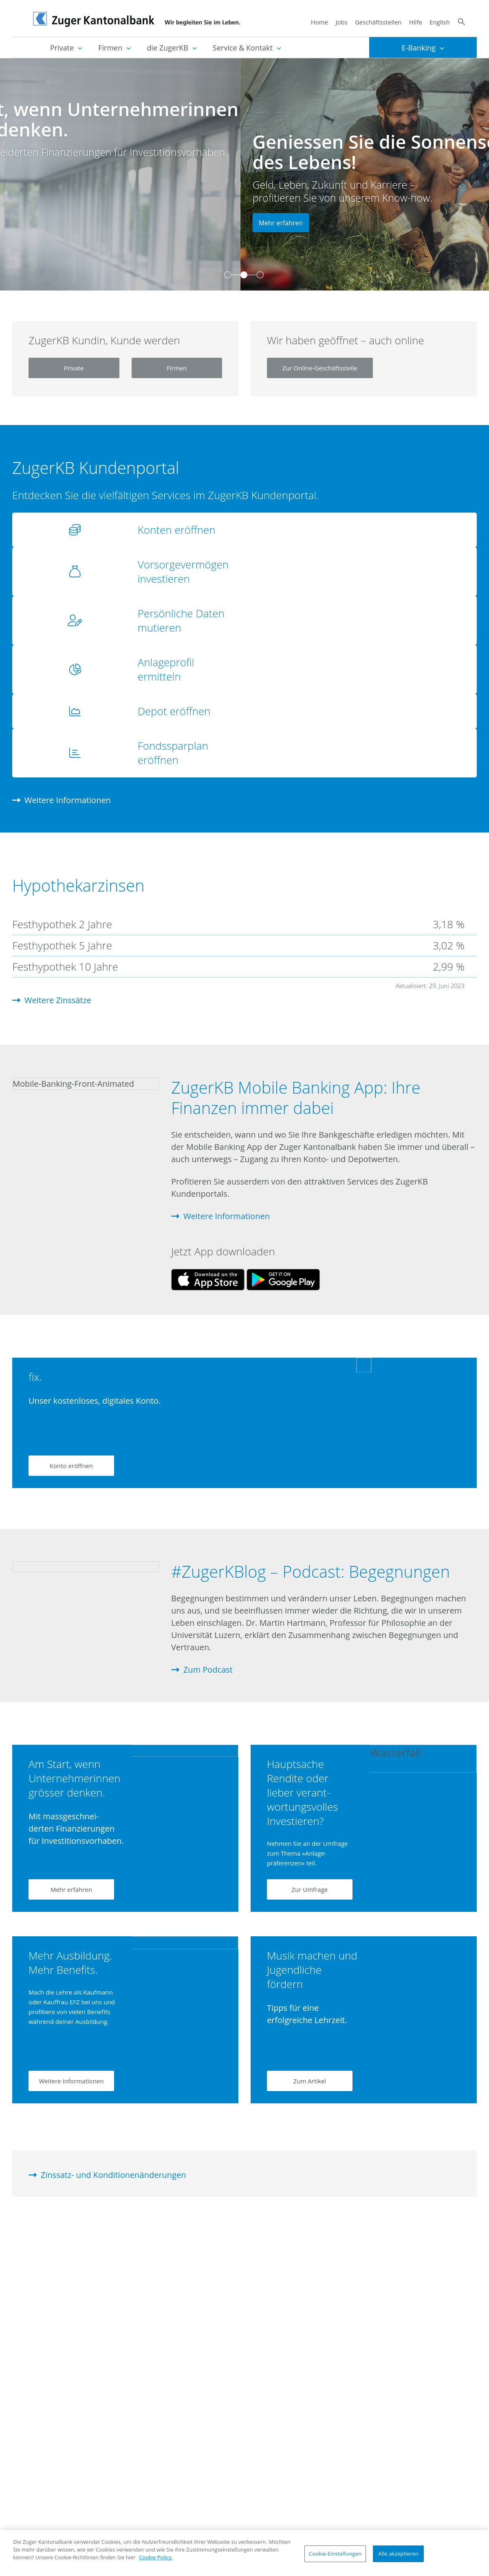 Zuger Kantonalbank
Wir begleiten Sie im Leben.
Home Jobs Geschäftsstellen Hilfe English
Private Firmen die ZugerKB Service & Kontakt E-Banking
t, wenn Unternehmerinnen
denken.
eiderten Finanzierungen für Investitionsvorhaben.
Geniessen Sie die Sonnense
des Lebens!
Geld, Leben, Zukunft und Karriere –
profitieren Sie von unserem Know-how.
Mehr erfahren
ZugerKB Kundin, Kunde werden
Private Firmen
Wir haben geöffnet – auch online
Zur Online-Geschäftsstelle
ZugerKB Kundenportal
Entdecken Sie die vielfältigen Services im ZugerKB Kundenportal.
Konten eröffnen
Vorsorgevermögen
investieren
Persönliche Daten
mutieren
Anlageprofil
ermitteln
Depot eröffnen
Fondssparplan
eröffnen
Weitere Informationen
Hypothekarzinsen
Festhypothek 2 Jahre 3,18 %
Festhypothek 5 Jahre 3,02 %
Festhypothek 10 Jahre 2,99 %
Aktualisiert: 29. Juni 2023
Weitere Zinssätze
Mobile-Banking-Front-Animated
ZugerKB Mobile Banking App: Ihre
Finanzen immer dabei
Sie entscheiden, wann und wo Sie Ihre Bankgeschäfte erledigen möchten. Mit
der Mobile Banking App der Zuger Kantonalbank haben Sie immer und überall –
auch unterwegs – Zugang zu Ihren Konto- und Depotwerten.
Profitieren Sie ausserdem von den attraktiven Services des ZugerKB
Kundenportals.
Weitere Informationen
Jetzt App downloaden
Download on the
App Store
GET IT ON
Google Play
fix.
Unser kostenloses, digitales Konto.
Konto eröffnen
#ZugerKBlog – Podcast: Begegnungen
Begegnungen bestimmen und verändern unser Leben. Begegnungen machen
uns aus, und sie beeinflussen immer wieder die Richtung, die wir in unserem
Leben einschlagen. Dr. Martin Hartmann, Professor für Philosophie an der
Universität Luzern, erklärt den Zusammenhang zwischen Begegnungen und
Vertrauen.
Zum Podcast
Am Start, wenn
Unternehmerinnen
grösser denken.
Mit massgeschnei-
derten Finanzierungen
für Investitionsvorhaben.
Mehr erfahren
Wasserfall
Hauptsache
Rendite oder
lieber verant-
wortungsvolles
Investieren?
Nehmen Sie an der Umfrage
zum Thema «Anlage-
präferenzen» teil.
Zur Umfrage
Mehr Ausbildung.
Mehr Benefits.
Mach die Lehre als Kaufmann
oder Kauffrau EFZ bei uns und
profitiere von vielen Benefits
während deiner Ausbildung.
Weitere Informationen
Musik machen und
Jugendliche
fördern
Tipps für eine
erfolgreiche Lehrzeit.
Zum Artikel
Zinssatz- und Konditionenänderungen
Die Zuger Kantonalbank verwendet Cookies, um die Nutzerfreundlichkeit ihrer Webseite zu verbessern. Möchten
Sie mehr darüber wissen, wie wir Cookies verwenden und wie Sie Ihre Zustimmungseinstellungen verwalten
können? Unsere Cookie-Richtlinien finden Sie hier Cookie Policy.
Cookie-Einstellungen
Alle akzeptieren